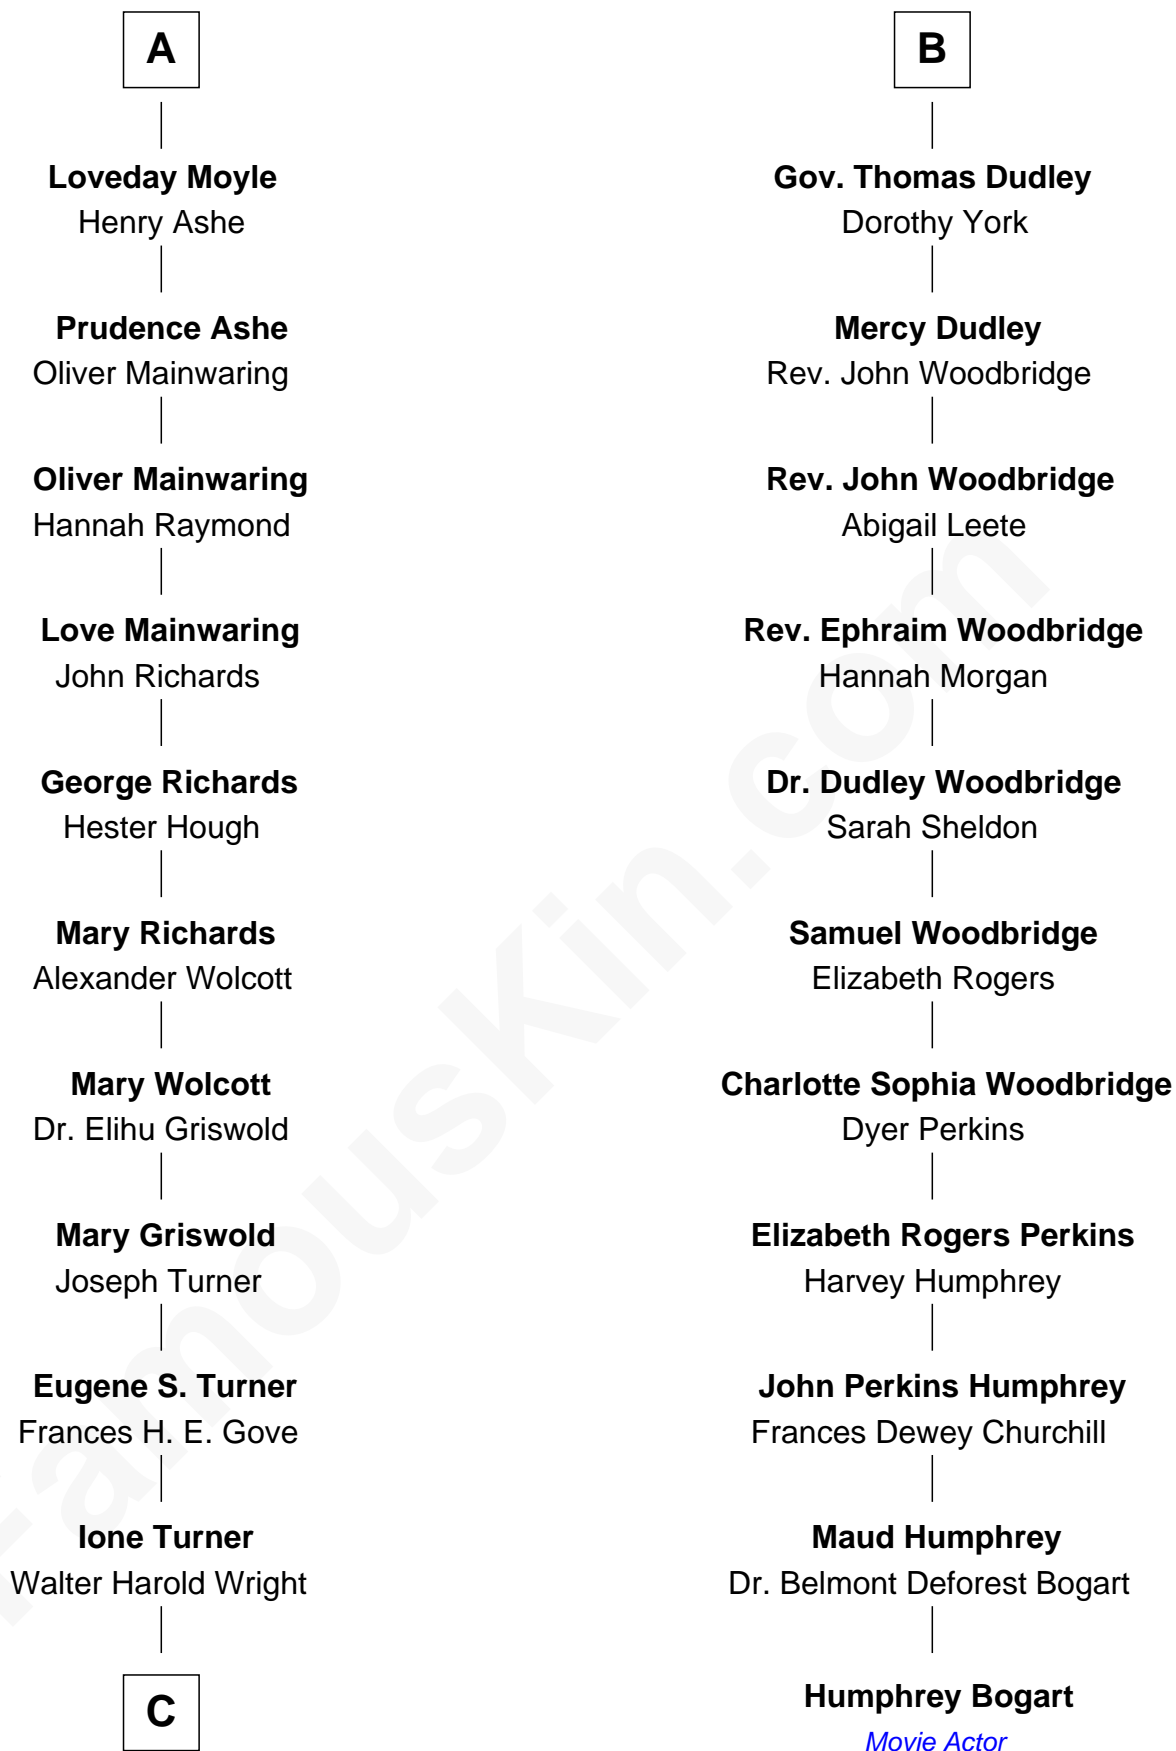 A
Loveday Moyle
Henry Ashe
Prudence Ashe
Oliver Mainwaring
Oliver Mainwaring
Hannah Raymond
Love Mainwaring
John Richards
George Richards
Hester Hough
Mary Richards
Alexander Wolcott
Mary Wolcott
Dr. Elihu Griswold
Mary Griswold
Joseph Turner
Eugene S. Turner
Frances H. E. Gove
Ione Turner
Walter Harold Wright
C
B
Gov. Thomas Dudley
Dorothy York
Mercy Dudley
Rev. John Woodbridge
Rev. John Woodbridge
Abigail Leete
Rev. Ephraim Woodbridge
Hannah Morgan
Dr. Dudley Woodbridge
Sarah Sheldon
Samuel Woodbridge
Elizabeth Rogers
Charlotte Sophia Woodbridge
Dyer Perkins
Elizabeth Rogers Perkins
Harvey Humphrey
John Perkins Humphrey
Frances Dewey Churchill
Maud Humphrey
Dr. Belmont Deforest Bogart
Humphrey Bogart
Movie Actor
FamousKin.com